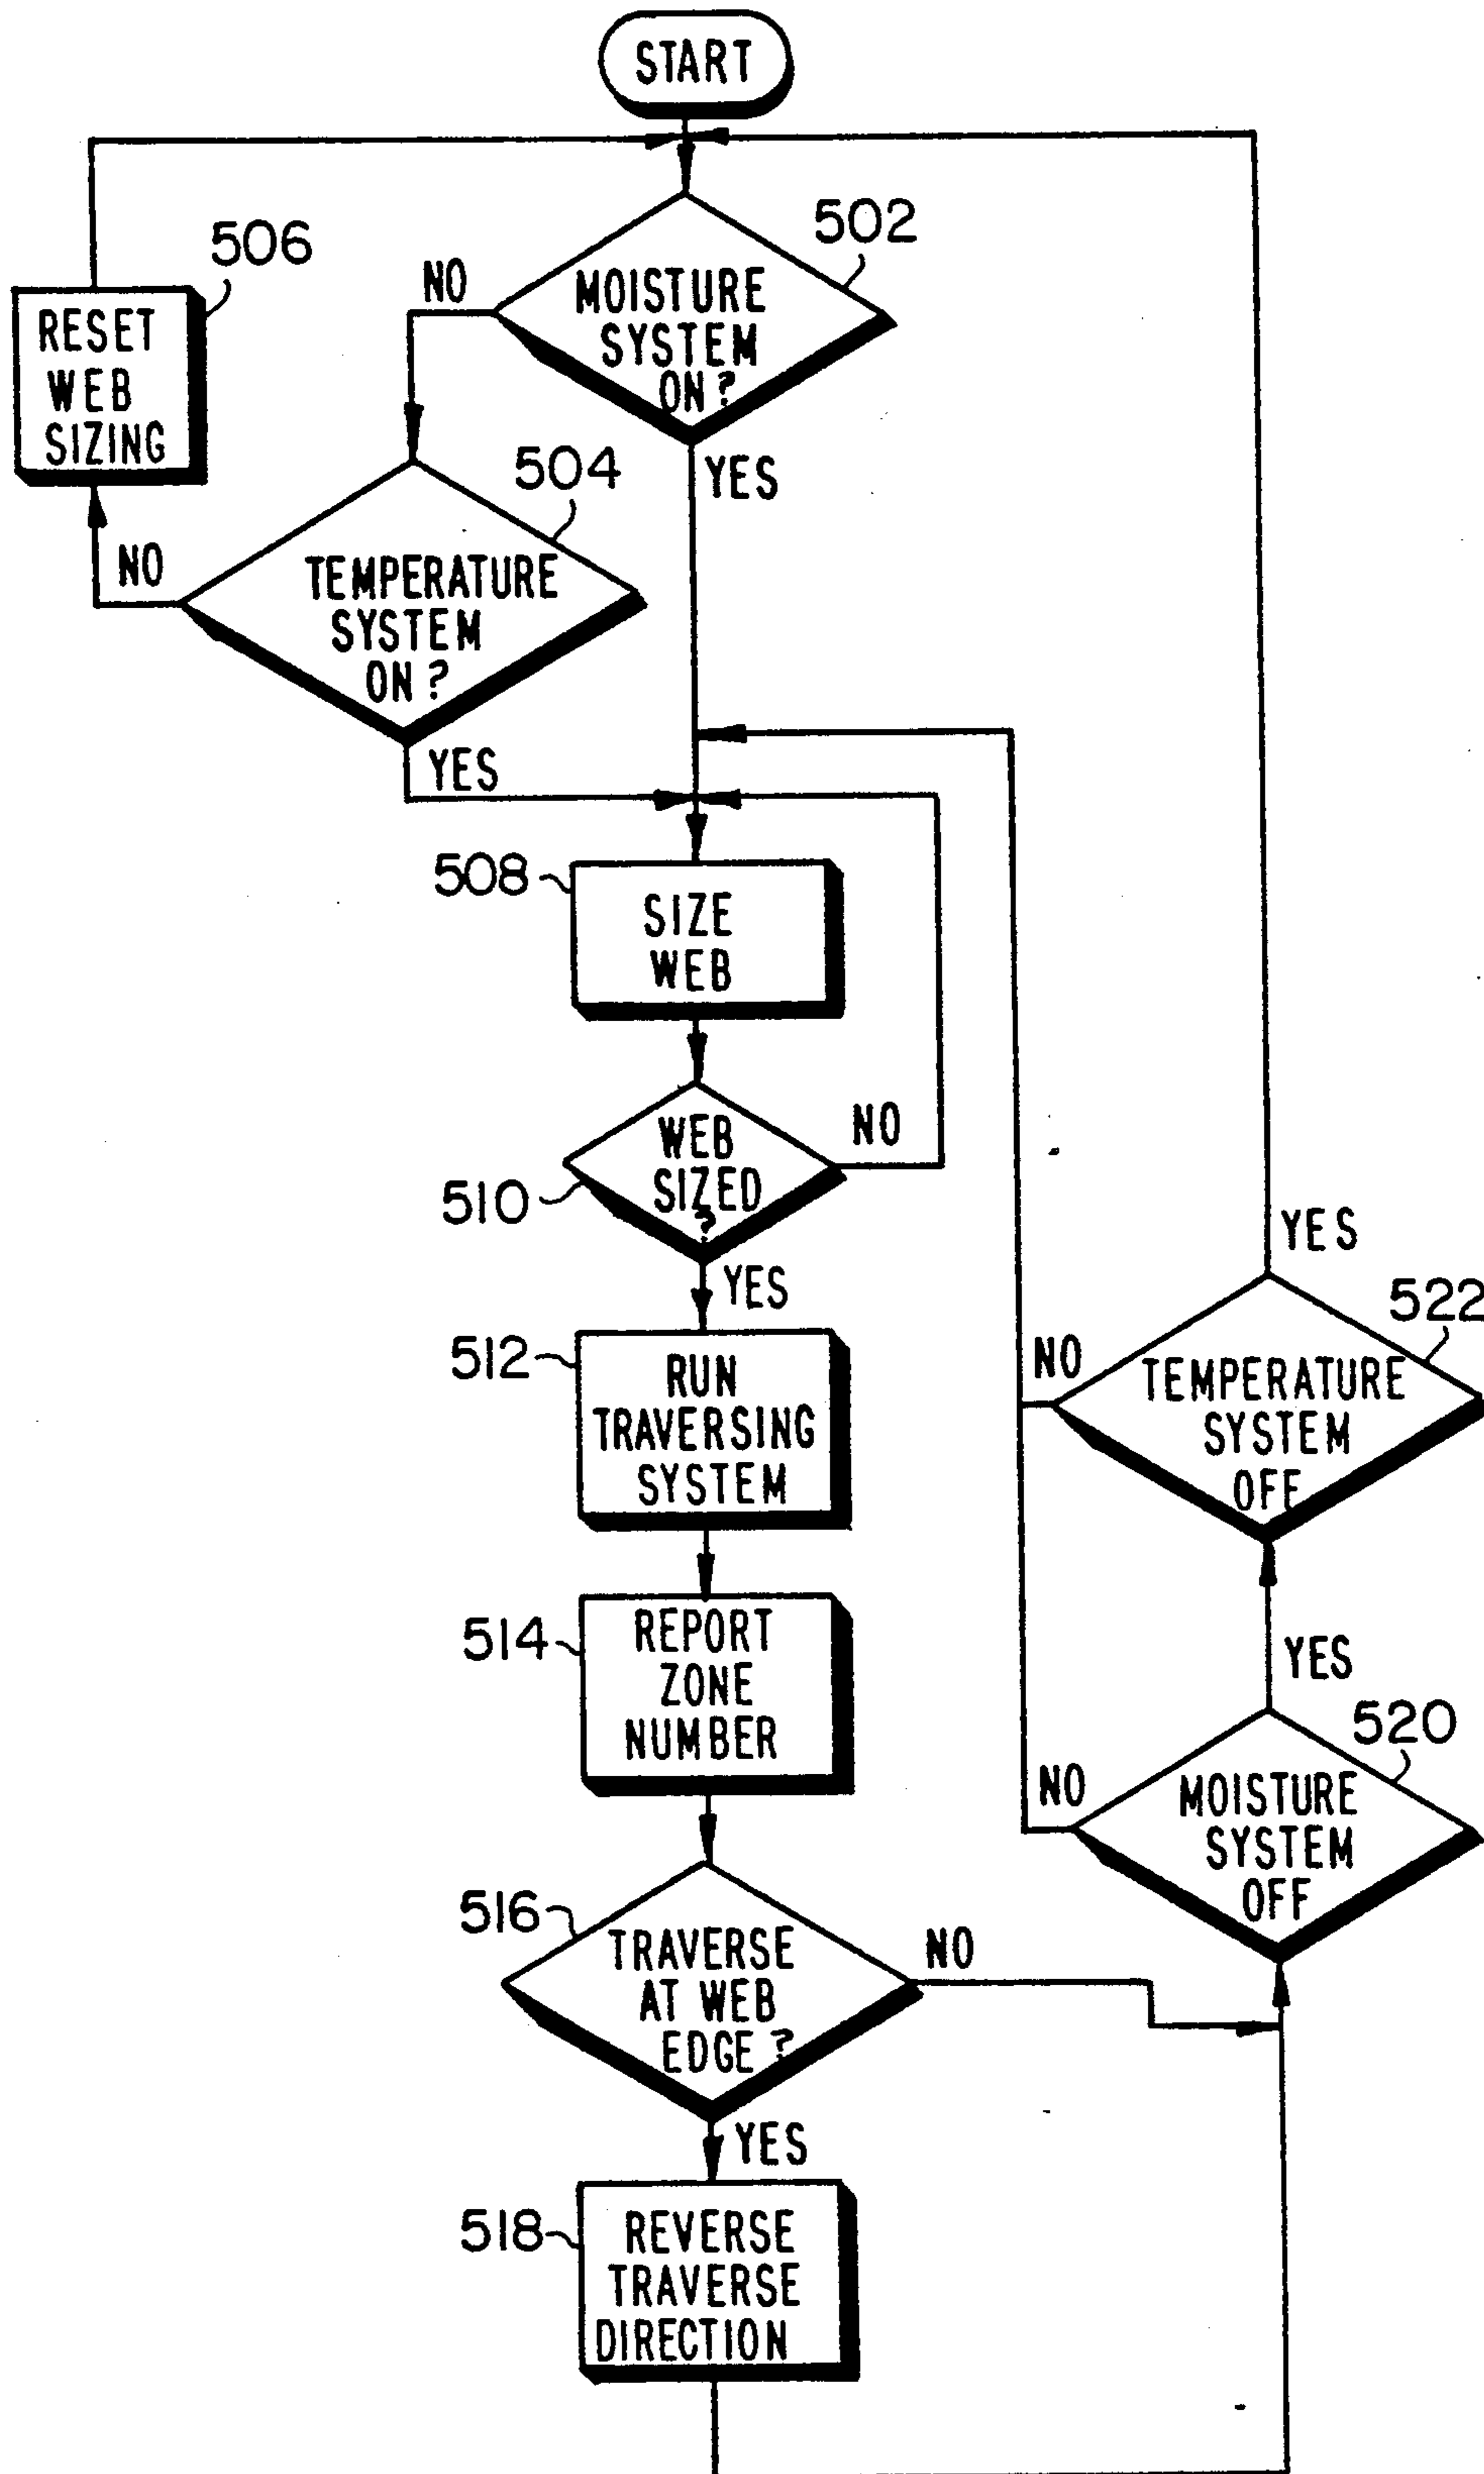 START
502
506
NO
MOISTURE
SYSTEM
ON?
RESET
WEB
SIZING
504
YES
NO
TEMPERATURE
SYSTEM
ON?
YES
508
SIZE
WEB
WEB
SIZED
?
NO
510
YES
YES
522
512
RUN
TRAVERSING
SYSTEM
NO
TEMPERATURE
SYSTEM
OFF
514
REPORT
ZONE
NUMBER
YES
520
NO
MOISTURE
SYSTEM
OFF
516
TRAVERSE
AT WEB
EDGE?
NO
YES
518
REVERSE
TRAVERSE
DIRECTION